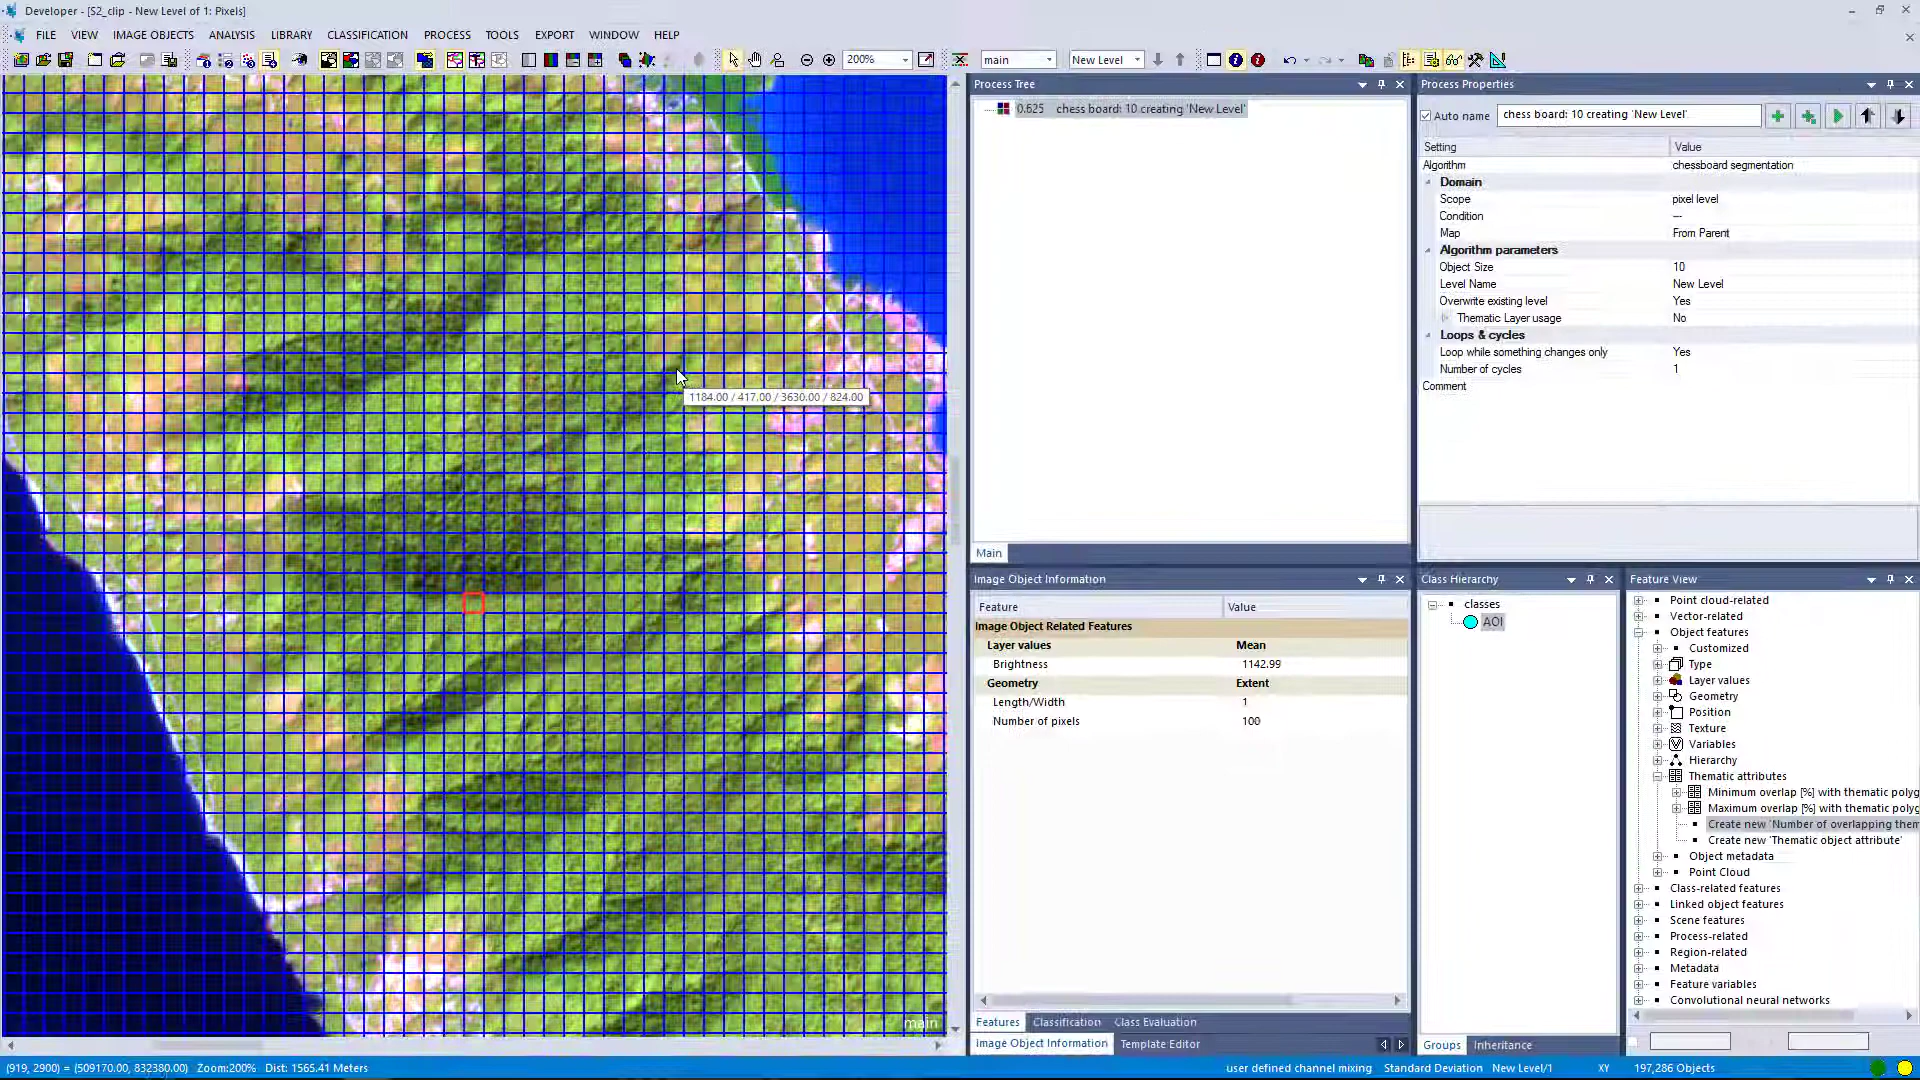 Developer - [S2_clip - New Level of 1: Pixels]
FILE VIEW IMAGE OBJECTS ANALYSIS LIBRARY CLASSIFICATION PROCESS TOOLS EXPORT WINDOW HELP
200% main New Level
Process Tree
0.625 chess board: 10 creating 'New Level'
Main
Process Properties
Auto name chess board: 10 creating 'New Level'
Setting Value
Algorithm chessboard segmentation
Domain
Scope pixel level
Condition ---
Map From Parent
Algorithm parameters
Object Size 10
Level Name New Level
Overwrite existing level Yes
Thematic Layer usage No
Loops & cycles
Loop while something changes only Yes
Number of cycles 1
Comment
1184.00 / 417.00 / 3630.00 / 824.00
main
Image Object Information
Feature Value
Image Object Related Features
Layer values Mean
Brightness 1142.99
Geometry Extent
Length/Width 1
Number of pixels 100
Features Classification Class Evaluation
Image Object Information Template Editor
Class Hierarchy
classes
AOI
Groups Inheritance
Feature View
Point cloud-related
Vector-related
Object features
Customized
Type
Layer values
Geometry
Position
Texture
Variables
Hierarchy
Thematic attributes
Minimum overlap [%] with thematic polyg
Maximum overlap [%] with thematic polyg
Create new 'Number of overlapping them
Create new 'Thematic object attribute'
Object metadata
Point Cloud
Class-related features
Linked object features
Scene features
Process-related
Region-related
Metadata
Feature variables
Convolutional neural networks
(919, 2900) = (509170.00, 832380.00) Zoom:200% Dist: 1565.41 Meters user defined channel mixing Standard Deviation New Level/1 XY 197,286 Objects